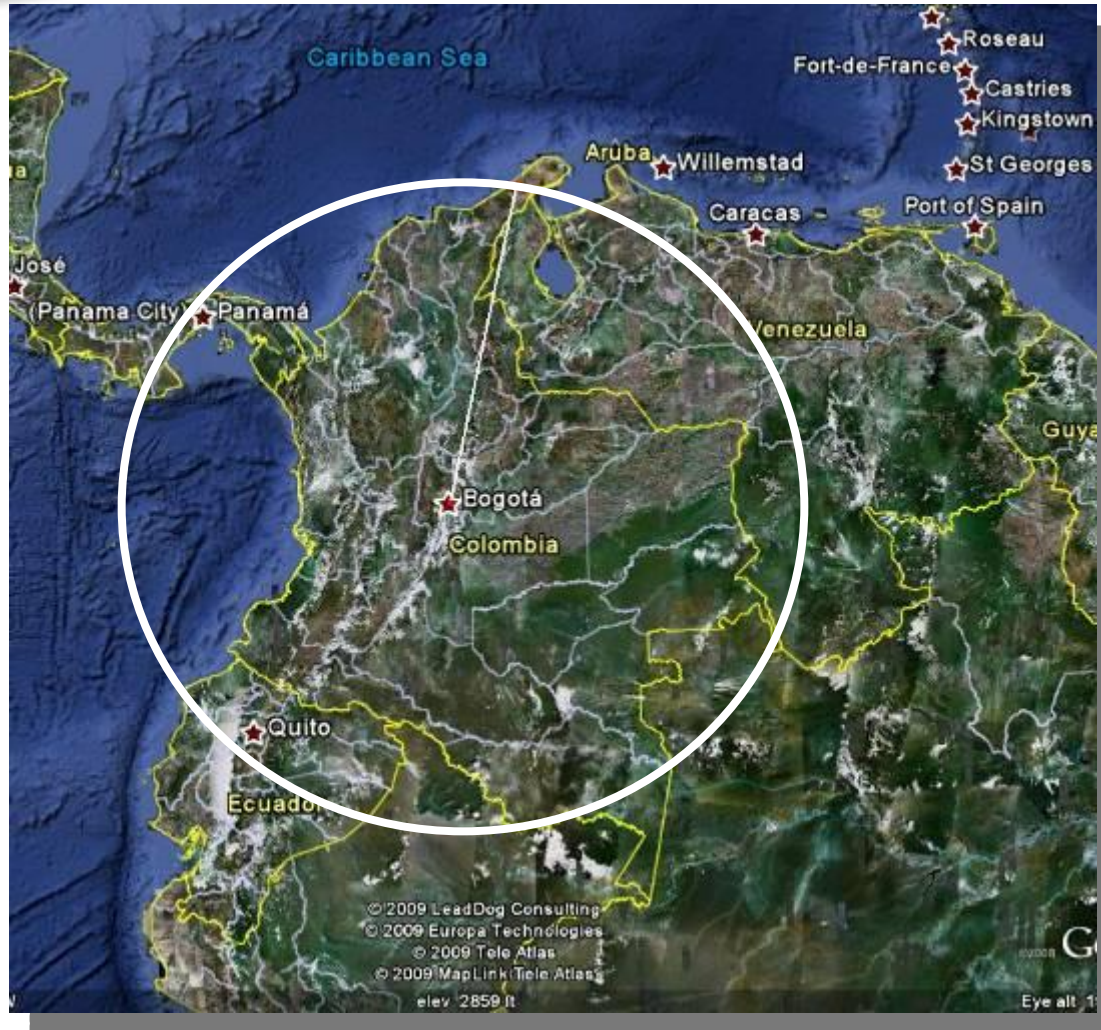 Caribbean Sea
Roseau
Fort-de-France
Castries
Kingstown
Aruba
Willemstad
St Georges
Caracas
Port of Spain
José
(Panama City)
Panamá
Venezuela
Guya
Bogotá
Colombia
Quito
Ecuador
© 2009 LeadDog Consulting
© 2009 Europa Technologies
© 2009 Tele Atlas
© 2009 MapLink/Tele Atlas
elev 2859 ft
Eye alt